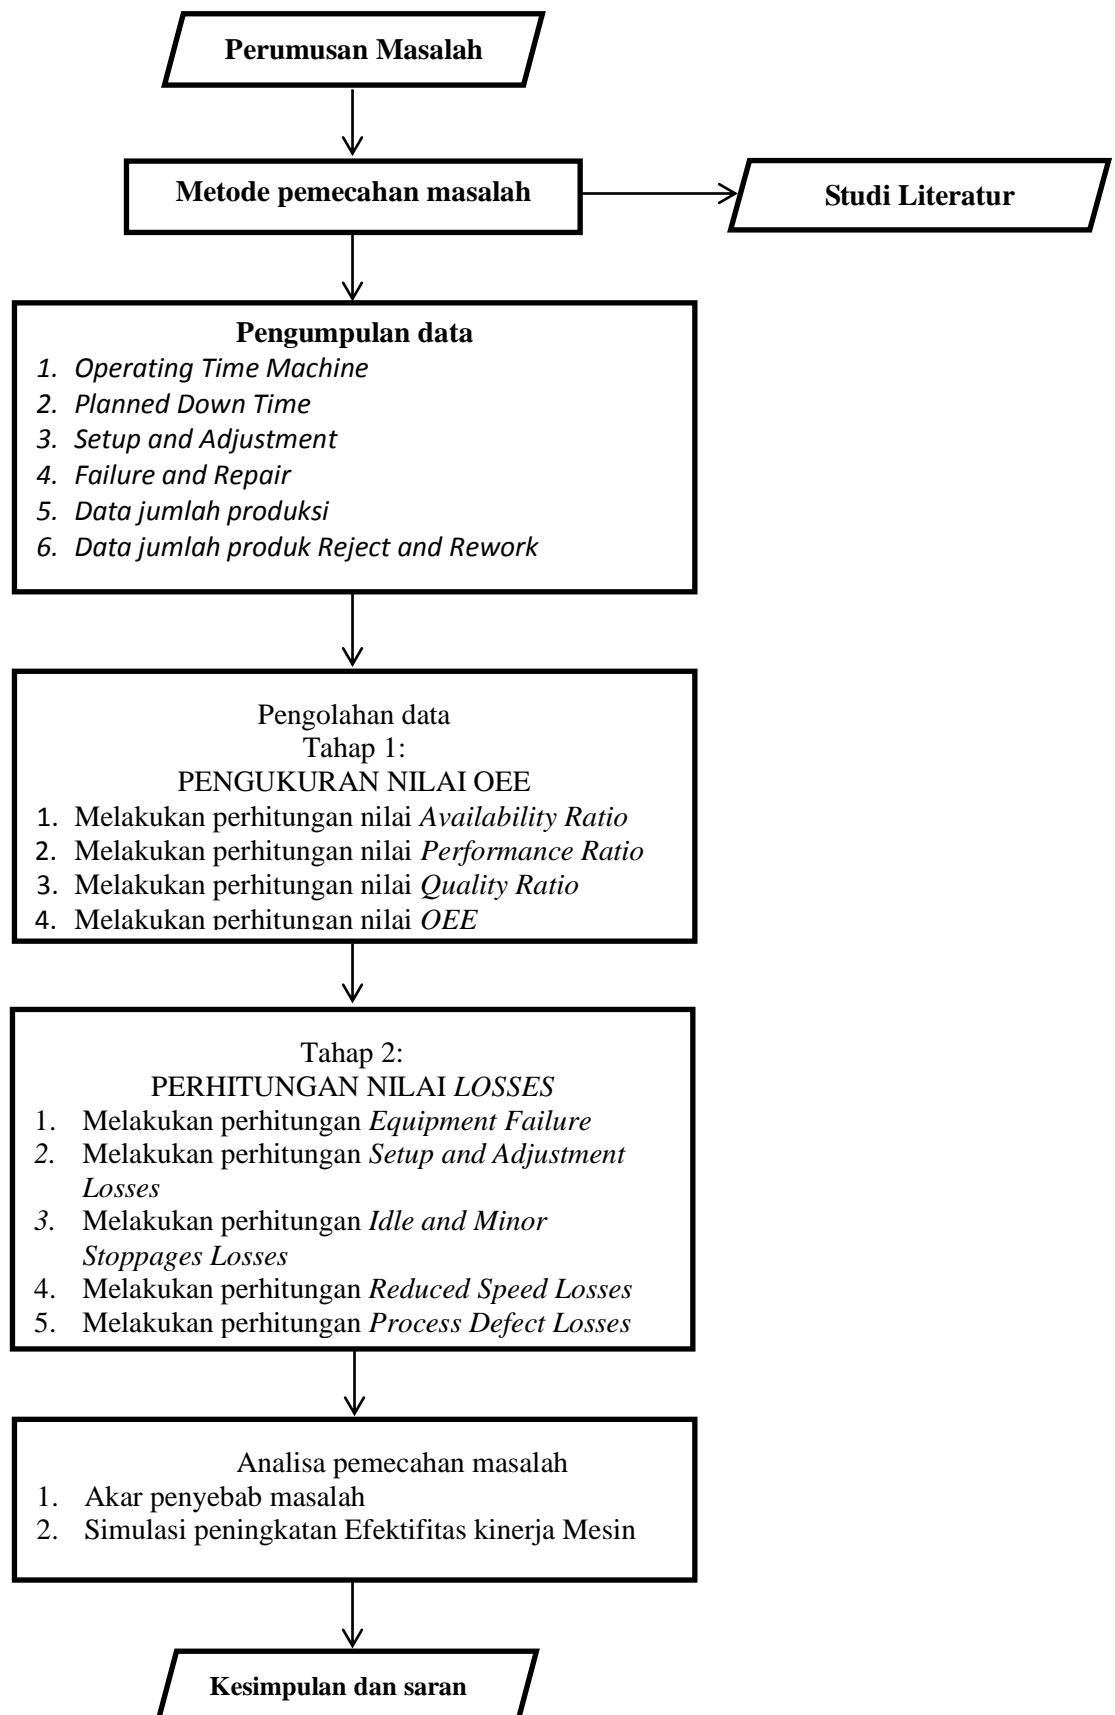 Perumusan Masalah
Metode pemecahan masalah
Studi Literatur
Pengumpulan data
1. Operating Time Machine
2. Planned Down Time
3. Setup and Adjustment
4. Failure and Repair
5. Data jumlah produksi
6. Data jumlah produk Reject and Rework
Pengolahan data
Tahap 1:
PENGUKURAN NILAI OEE
1. Melakukan perhitungan nilai Availability Ratio
2. Melakukan perhitungan nilai Performance Ratio
3. Melakukan perhitungan nilai Quality Ratio
4. Melakukan perhitungan nilai OEE
Tahap 2:
PERHITUNGAN NILAI LOSSES
1. Melakukan perhitungan Equipment Failure
2. Melakukan perhitungan Setup and Adjustment
Losses
3. Melakukan perhitungan Idle and Minor
Stoppages Losses
4. Melakukan perhitungan Reduced Speed Losses
5. Melakukan perhitungan Process Defect Losses
Analisa pemecahan masalah
1. Akar penyebab masalah
2. Simulasi peningkatan Efektifitas kinerja Mesin
Kesimpulan dan saran